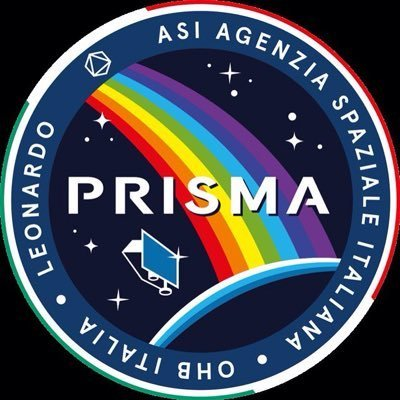 ASI AGENZIA SPAZIALE ITALIANA • OHB ITALIA • LEONARDO
PRISMA